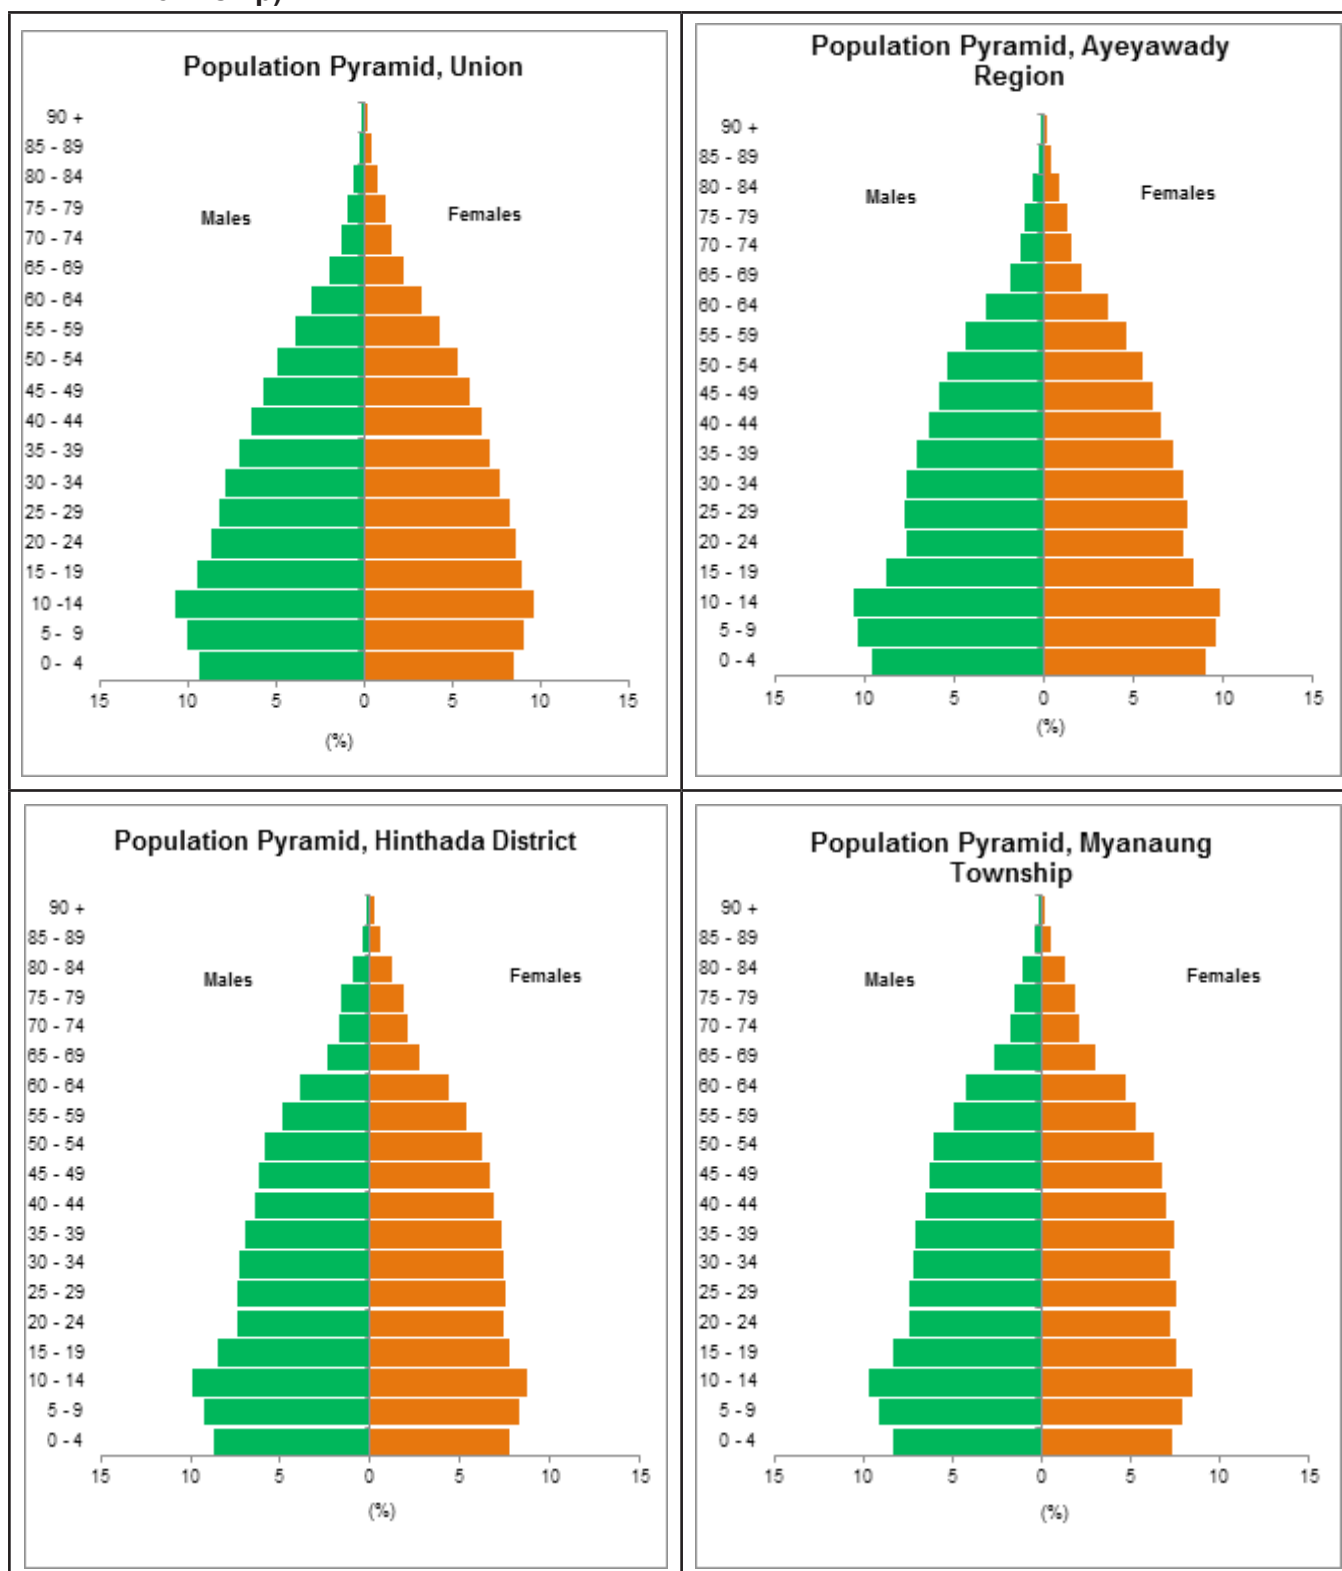 Population Pyramid, Union
90 +
85 - 89
80 - 84
75 - 79
70 - 74
65 - 69
60 - 64
55 - 59
50 - 54
45 - 49
40 - 44
35 - 39
30 - 34
25 - 29
20 - 24
15 - 19
10 -14
5 - 9
0 - 4
Males
Females
15 10 5 0 5 10 15
(%)
Population Pyramid, Ayeyawady
Region
90 +
85 - 89
80 - 84
75 - 79
70 - 74
65 - 69
60 - 64
55 - 59
50 - 54
45 - 49
40 - 44
35 - 39
30 - 34
25 - 29
20 - 24
15 - 19
10 - 14
5 - 9
0 - 4
Males
Females
15 10 5 0 5 10 15
(%)
Population Pyramid, Hinthada District
90 +
85 - 89
80 - 84
75 - 79
70 - 74
65 - 69
60 - 64
55 - 59
50 - 54
45 - 49
40 - 44
35 - 39
30 - 34
25 - 29
20 - 24
15 - 19
10 - 14
5 - 9
0 - 4
Males
Females
15 10 5 0 5 10 15
(%)
Population Pyramid, Myanaung
Township
90 +
85 - 89
80 - 84
75 - 79
70 - 74
65 - 69
60 - 64
55 - 59
50 - 54
45 - 49
40 - 44
35 - 39
30 - 34
25 - 29
20 - 24
15 - 19
10 - 14
5 - 9
0 - 4
Males
Females
15 10 5 0 5 10 15
(%)